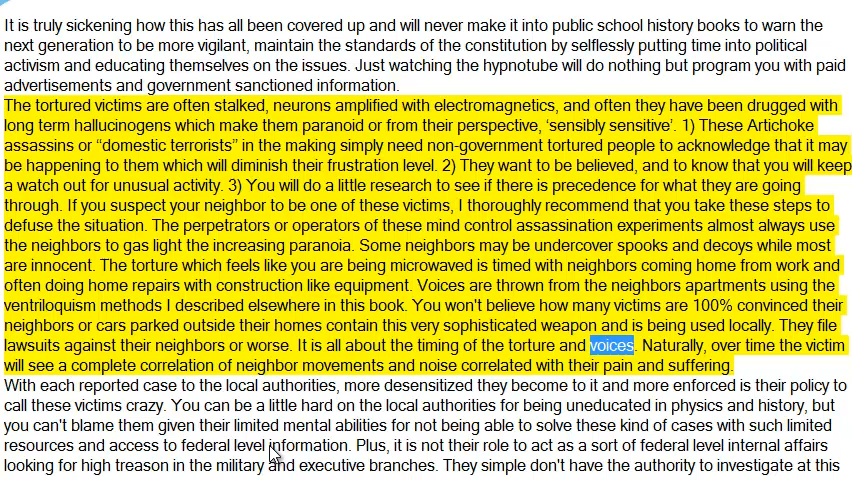 It is truly sickening how this has all been covered up and will never make it into public school history books to warn the
next generation to be more vigilant, maintain the standards of the constitution by selflessly putting time into political
activism and educating themselves on the issues. Just watching the hypnotube will do nothing but program you with paid
advertisements and government sanctioned information.
The tortured victims are often stalked, neurons amplified with electromagnetics, and often they have been drugged with
long term hallucinogens which make them paranoid or from their perspective, ‘sensibly sensitive’. 1) These Artichoke
assassins or “domestic terrorists” in the making simply need non-government tortured people to acknowledge that it may
be happening to them which will diminish their frustration level. 2) They want to be believed, and to know that you will keep
a watch out for unusual activity. 3) You will do a little research to see if there is precedence for what they are going
through. If you suspect your neighbor to be one of these victims, I thoroughly recommend that you take these steps to
defuse the situation. The perpetrators or operators of these mind control assassination experiments almost always use
the neighbors to gas light the increasing paranoia. Some neighbors may be undercover spooks and decoys while most
are innocent. The torture which feels like you are being microwaved is timed with neighbors coming home from work and
often doing home repairs with construction like equipment. Voices are thrown from the neighbors apartments using the
ventriloquism methods I described elsewhere in this book. You won't believe how many victims are 100% convinced their
neighbors or cars parked outside their homes contain this very sophisticated weapon and is being used locally. They file
lawsuits against their neighbors or worse. It is all about the timing of the torture and voices. Naturally, over time the victim
will see a complete correlation of neighbor movements and noise correlated with their pain and suffering.
With each reported case to the local authorities, more desensitized they become to it and more enforced is their policy to
call these victims crazy. You can be a little hard on the local authorities for being uneducated in physics and history, but
you can't blame them given their limited mental abilities for not being able to solve these kind of cases with such limited
resources and access to federal level information. Plus, it is not their role to act as a sort of federal level internal affairs
looking for high treason in the military and executive branches. They simple don't have the authority to investigate at this